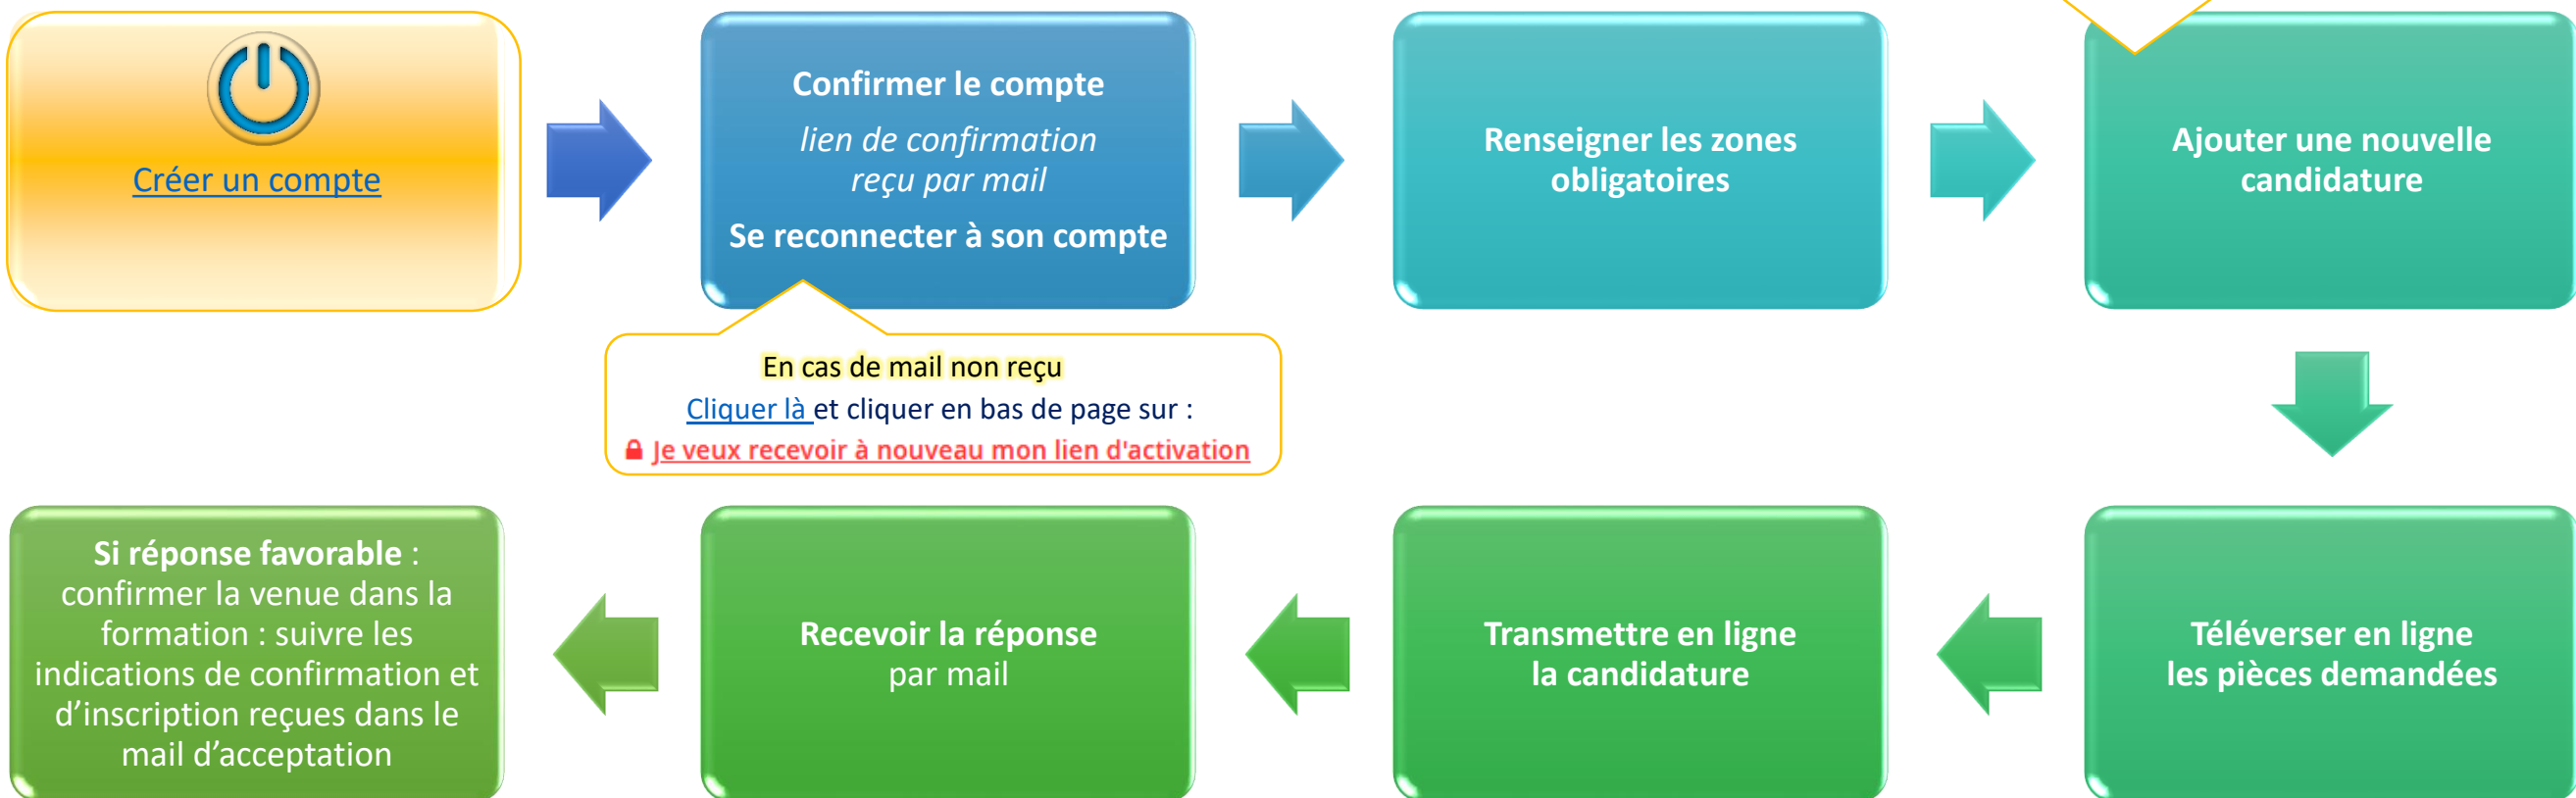 Créer un compte
Confirmer le compte
lien de confirmation
reçu par mail
Se reconnecter à son compte
Renseigner les zones
obligatoires
Ajouter une nouvelle
candidature
En cas de mail non reçu
Cliquer là et cliquer en bas de page sur :
Je veux recevoir à nouveau mon lien d'activation
Téléverser en ligne
les pièces demandées
Transmettre en ligne
la candidature
Recevoir la réponse
par mail
Si réponse favorable :
confirmer la venue dans la
formation : suivre les
indications de confirmation et
d’inscription reçues dans le
mail d’acceptation